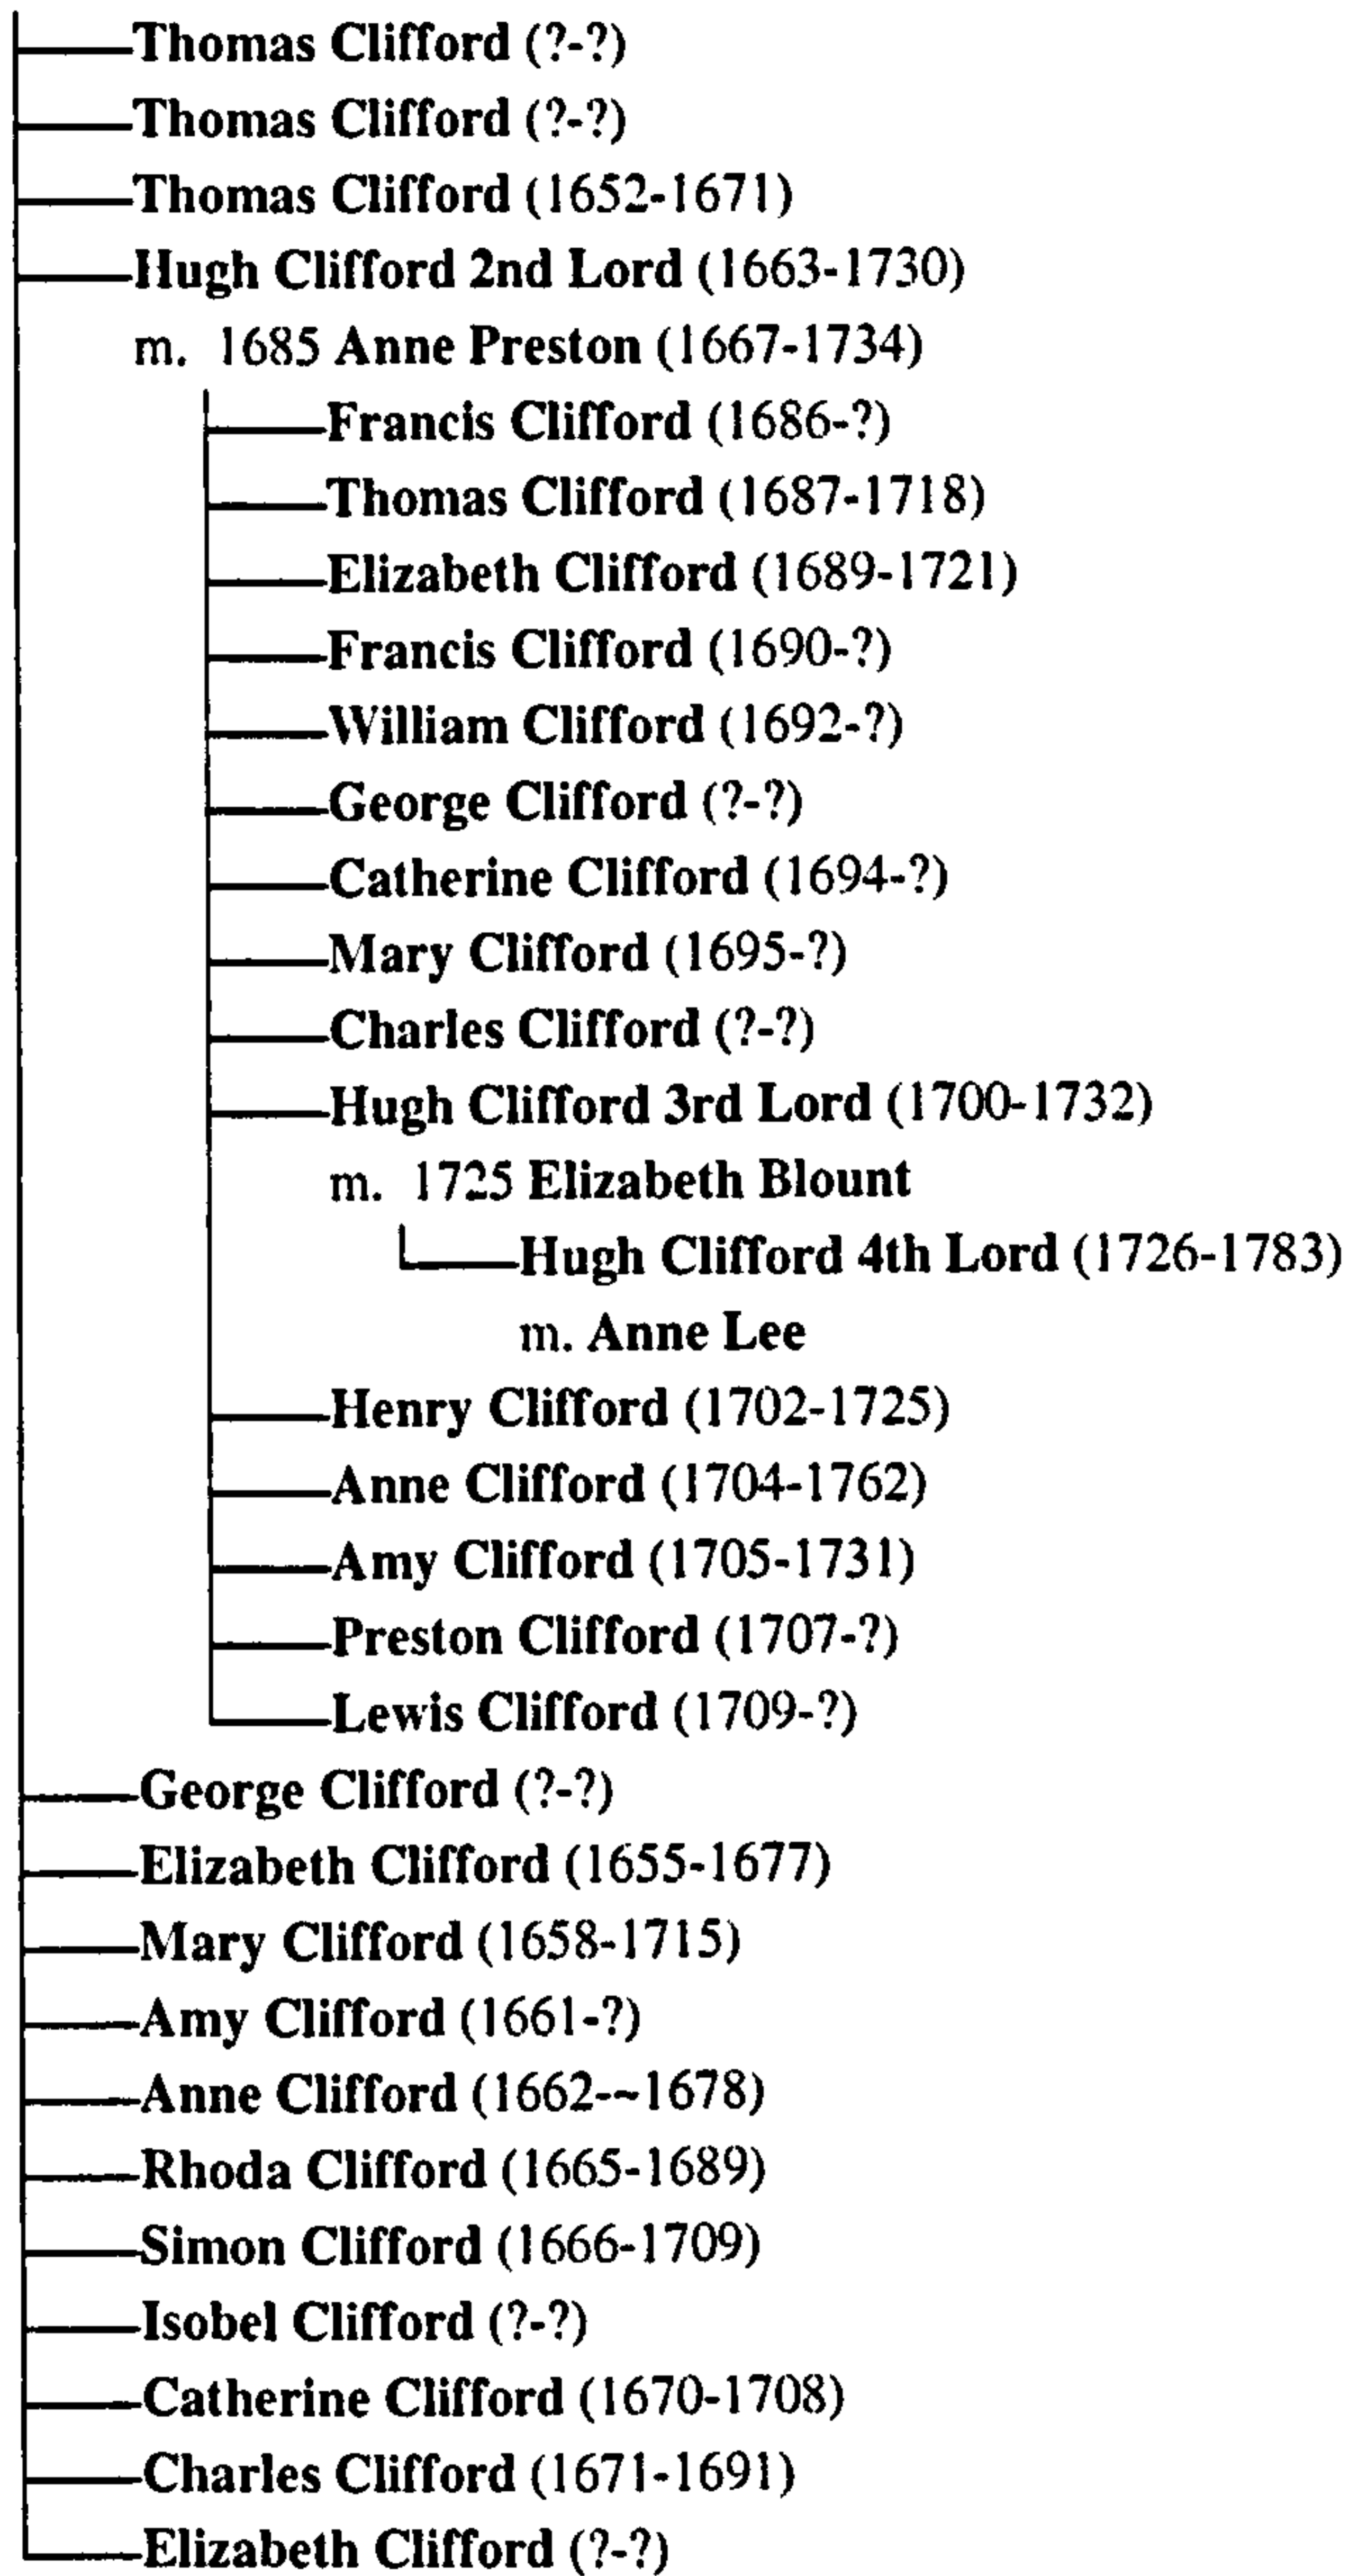 Thomas Clifford (?-?)
Thomas Clifford (?-?)
Thomas Clifford (1652-1671)
Hugh Clifford 2nd Lord (1663-1730)
m. 1685 Anne Preston (1667-1734)
Francis Clifford (1686-?)
Thomas Clifford (1687-1718)
Elizabeth Clifford (1689-1721)
Francis Clifford (1690-?)
William Clifford (1692-?)
George Clifford (?-?)
Catherine Clifford (1694-?)
Mary Clifford (1695-?)
Charles Clifford (?-?)
Hugh Clifford 3rd Lord (1700-1732)
m. 1725 Elizabeth Blount
Hugh Clifford 4th Lord (1726-1783)
m. Anne Lee
Henry Clifford (1702-1725)
Anne Clifford (1704-1762)
Amy Clifford (1705-1731)
Preston Clifford (1707-?)
Lewis Clifford (1709-?)
George Clifford (?-?)
Elizabeth Clifford (1655-1677)
Mary Clifford (1658-1715)
Amy Clifford (1661-?)
Anne Clifford (1662-~1678)
Rhoda Clifford (1665-1689)
Simon Clifford (1666-1709)
Isobel Clifford (?-?)
Catherine Clifford (1670-1708)
Charles Clifford (1671-1691)
Elizabeth Clifford (?-?)